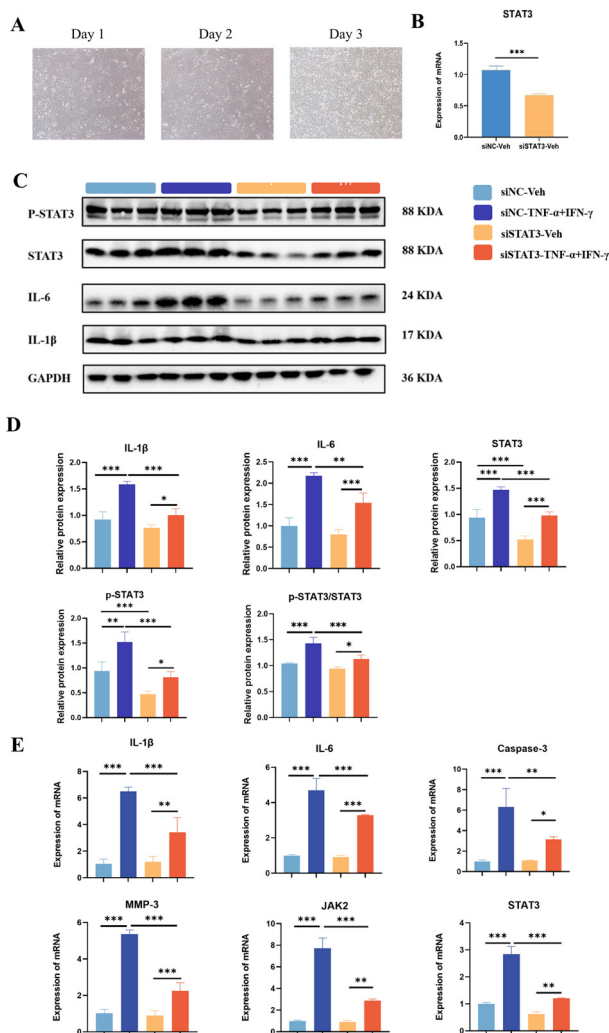 A
Day 1
Day 2
Day 3
B
STAT3
Expression of mRNA
1.5
1.0
0.5
0.0
***
siNC-Veh
siSTAT3-Veh
C
P-STAT3
88 KDA
STAT3
88 KDA
IL-6
24 KDA
IL-1β
17 KDA
GAPDH
36 KDA
siNC-Veh
siNC-TNF-α+IFN-γ
siSTAT3-Veh
siSTAT3-TNF-α+IFN-γ
D
IL-1β
Relative protein expression
2.0
1.5
1.0
0.5
0.0
*** ***
*
IL-6
Relative protein expression
2.5
2.0
1.5
1.0
0.5
0.0
*** **
***
STAT3
Relative protein expression
2.0
1.5
1.0
0.5
0.0
***
*** ***
***
p-STAT3
Relative protein expression
2.0
1.5
1.0
0.5
0.0
***
** ***
*
p-STAT3/STAT3
Relative protein expression
2.0
1.5
1.0
0.5
0.0
*** ***
*
E
IL-1β
Expression of mRNA
8
6
4
2
0
*** ***
**
IL-6
Expression of mRNA
6
4
2
0
*** ***
***
Caspase-3
Expression of mRNA
10
8
6
4
2
0
*** **
*
MMP-3
Expression of mRNA
6
4
2
0
*** ***
***
JAK2
Expression of mRNA
10
8
6
4
2
0
*** ***
**
STAT3
Expression of mRNA
4
3
2
1
0
*** ***
**